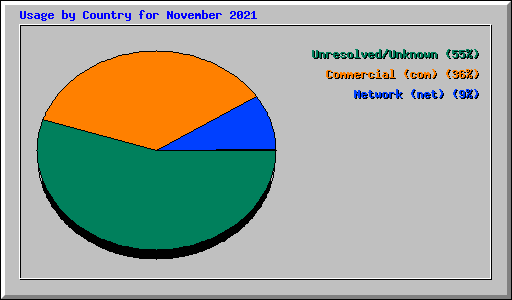 Usage by Country for November 2021
Unresolved/Unknown (55%)
Commercial (com) (36%)
Network (net) (9%)